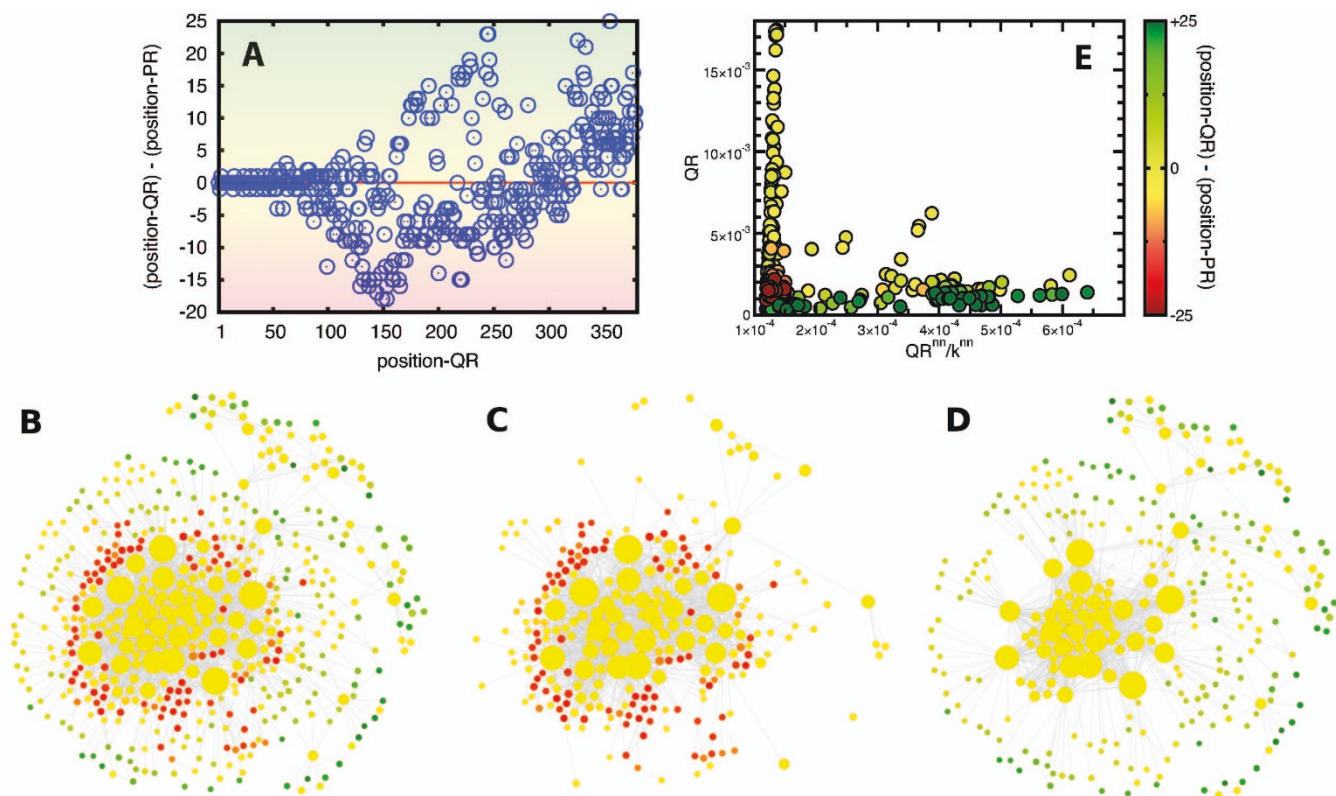 A
25
20
15
10
5
0
-5
-10
-15
-20
(position-QR) - (position-PR)
1 50 100 150 200 250 300 350
position-QR
E
15×10⁻³
10×10⁻³
5×10⁻³
0
QR
1×10⁻⁴ 2×10⁻⁴ 3×10⁻⁴ 4×10⁻⁴ 5×10⁻⁴ 6×10⁻⁴
QRⁿⁿ/kⁿⁿ
+25
0
-25
(position-QR) - (position-PR)
B
C
D